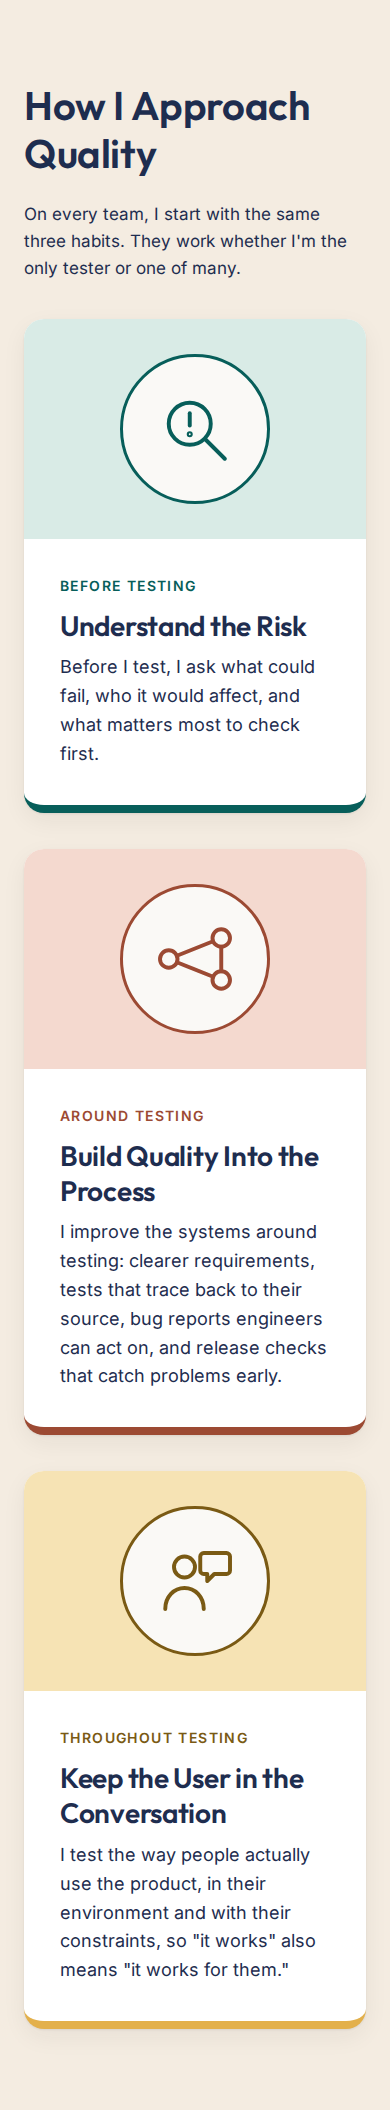 How I Approach
Quality
On every team, I start with the same
three habits. They work whether I'm the
only tester or one of many.
BEFORE TESTING
Understand the Risk
Before I test, I ask what could
fail, who it would affect, and
what matters most to check
first.
AROUND TESTING
Build Quality Into the
Process
I improve the systems around
testing: clearer requirements,
tests that trace back to their
source, bug reports engineers
can act on, and release checks
that catch problems early.
THROUGHOUT TESTING
Keep the User in the
Conversation
I test the way people actually
use the product, in their
environment and with their
constraints, so "it works" also
means "it works for them."